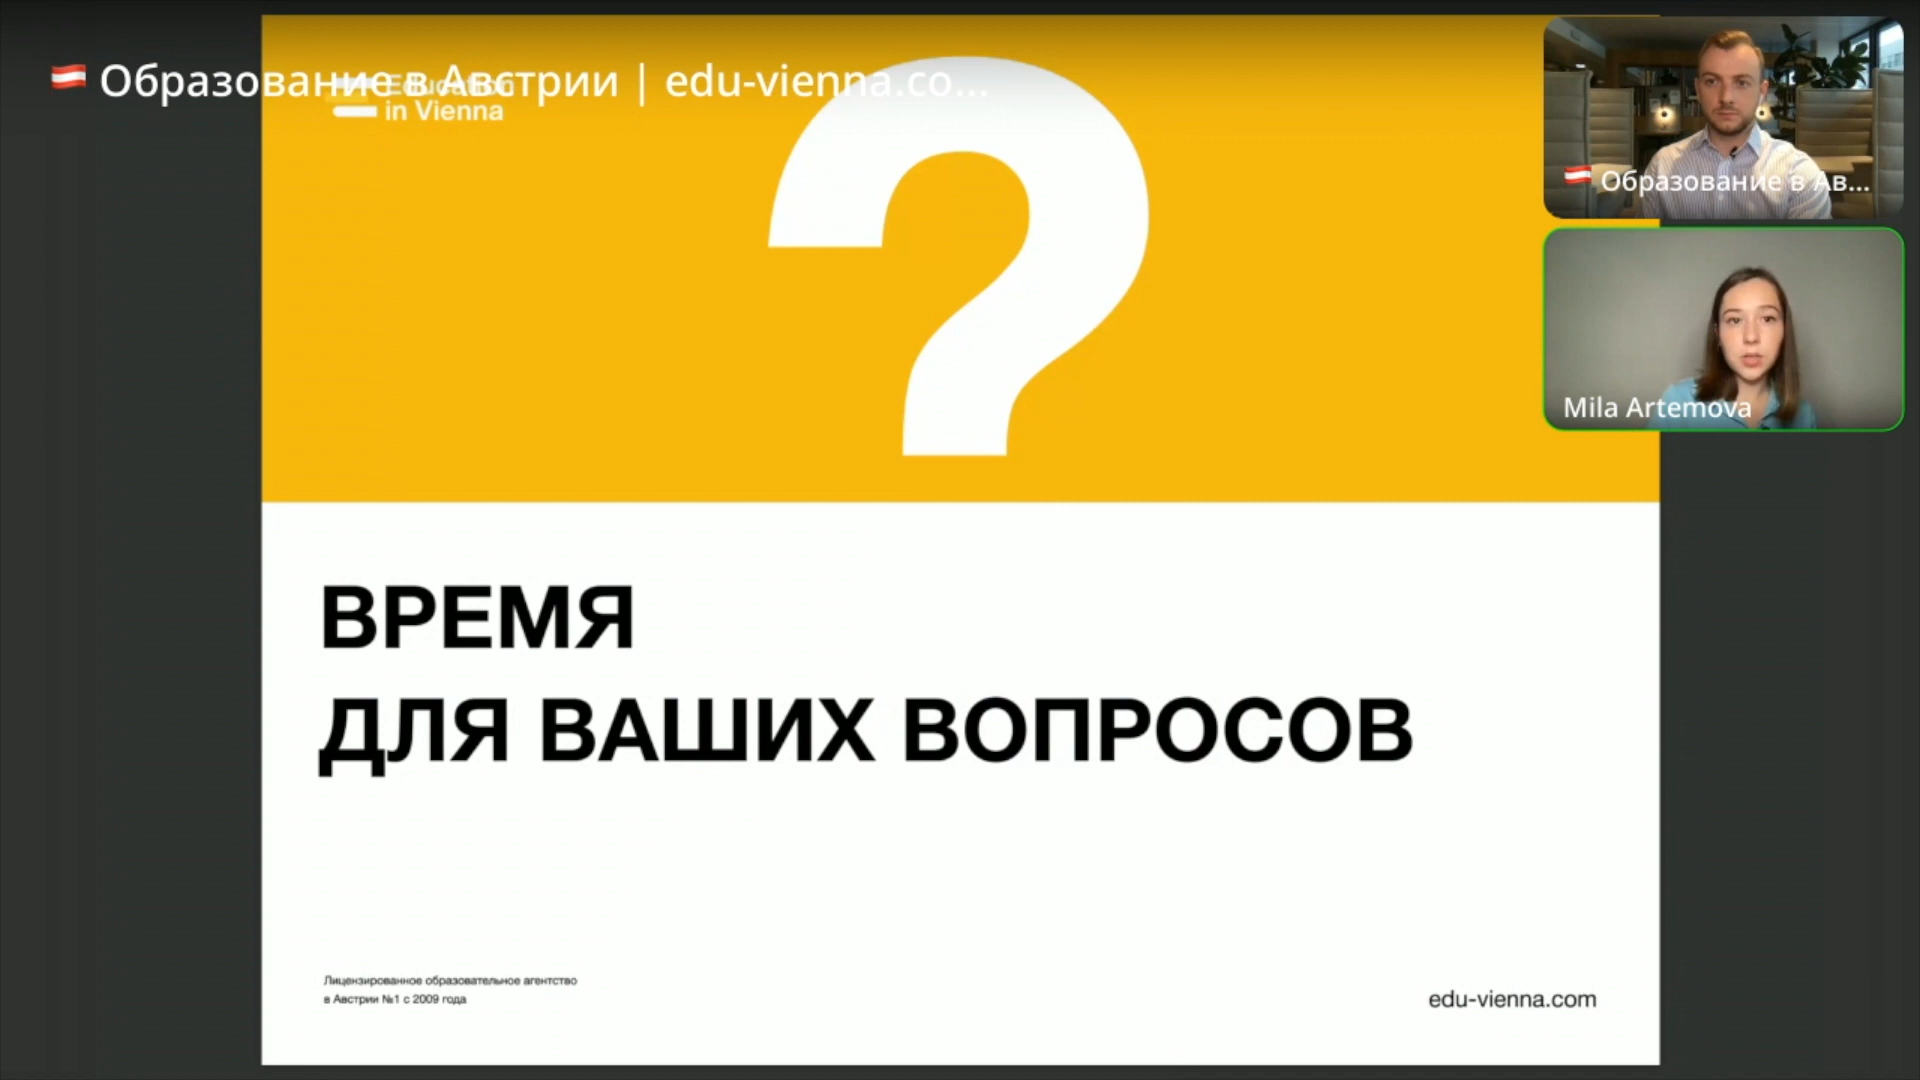 🇦🇹 Образование в Австрии | edu-vienna.co...
Education
in Vienna
🇦🇹 Образование в Ав...
Mila Artemova
?
ВРЕМЯ
ДЛЯ ВАШИХ ВОПРОСОВ
Лицензированное образовательное агентство
в Австрии №1 с 2009 года
edu-vienna.com